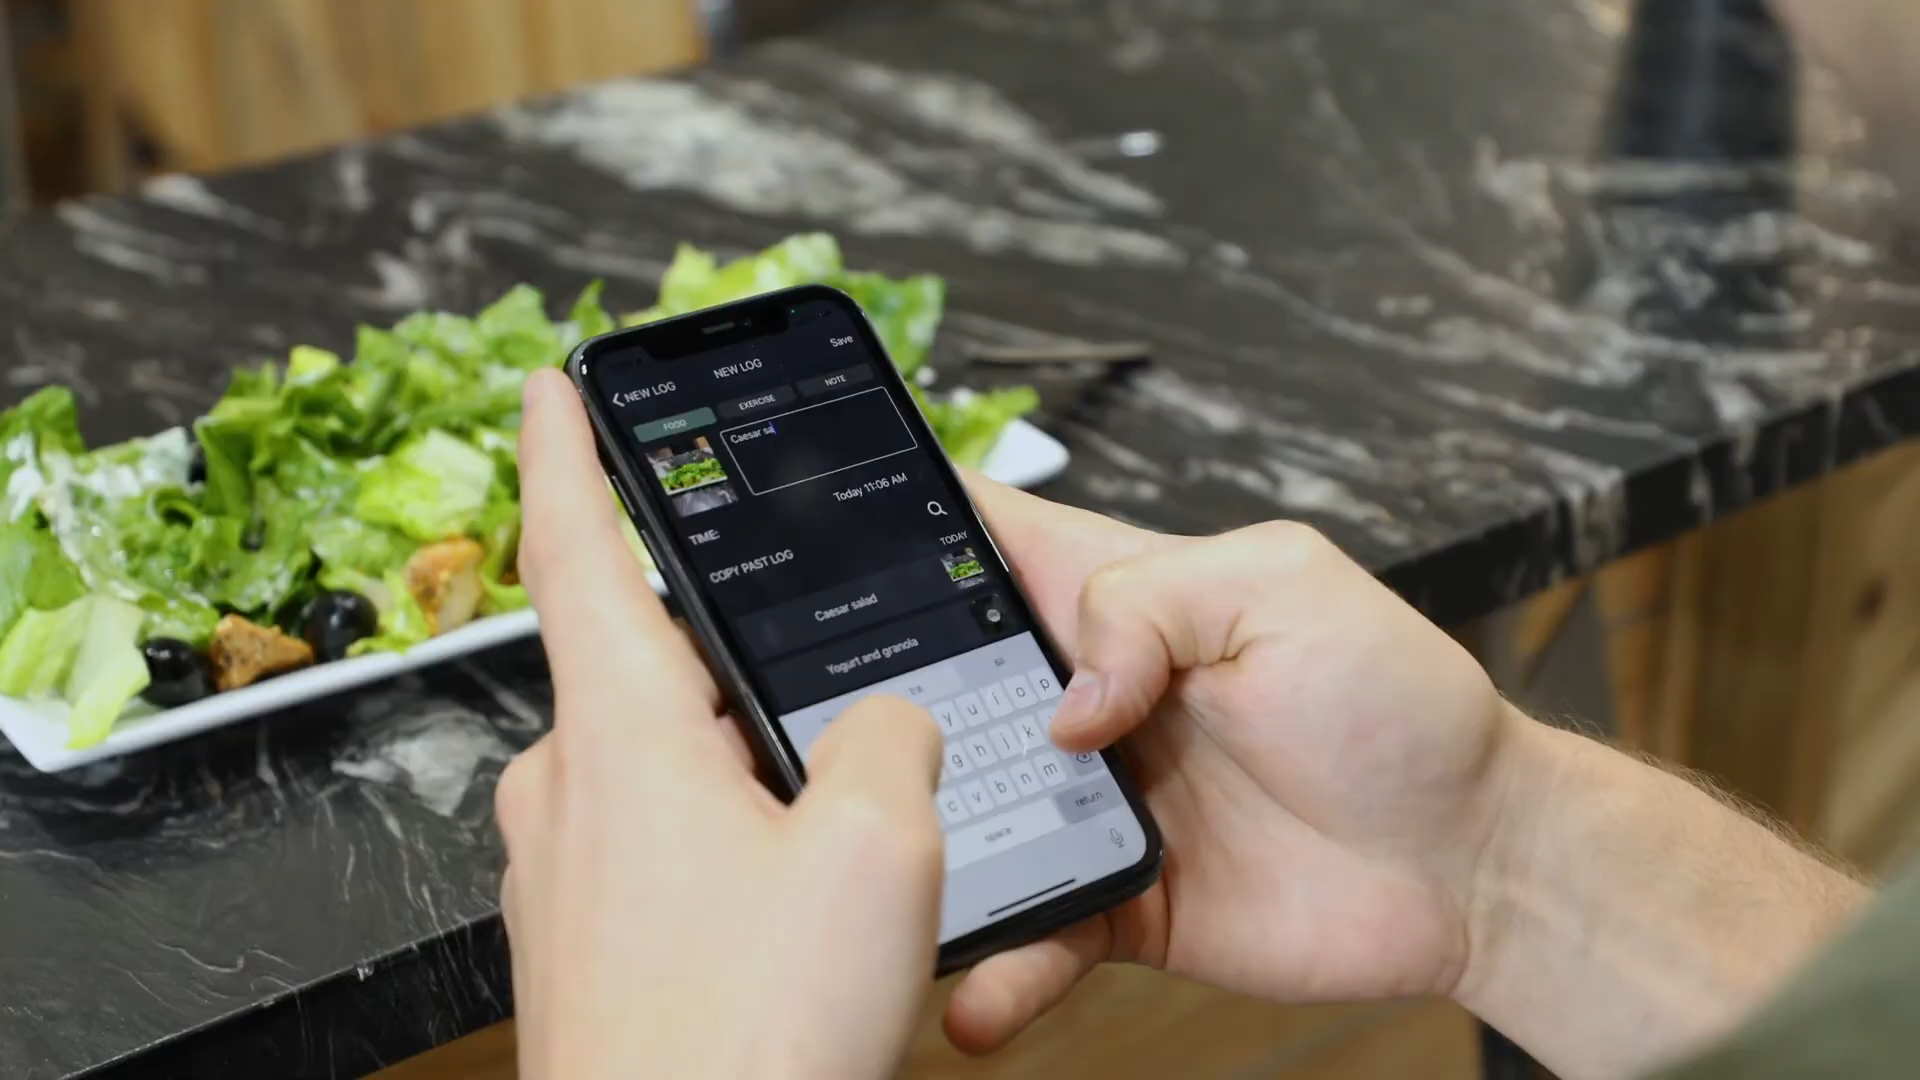 Save
NEW LOG
NEW LOG
NOTE
EXERCISE
FOOD
Caesar sa
Today 11:06 AM
TIME:
TODAY
COPY PAST LOG
Caesar salad
Yogurt and granola
y u i o p
g h j k
c v b n m
space
return